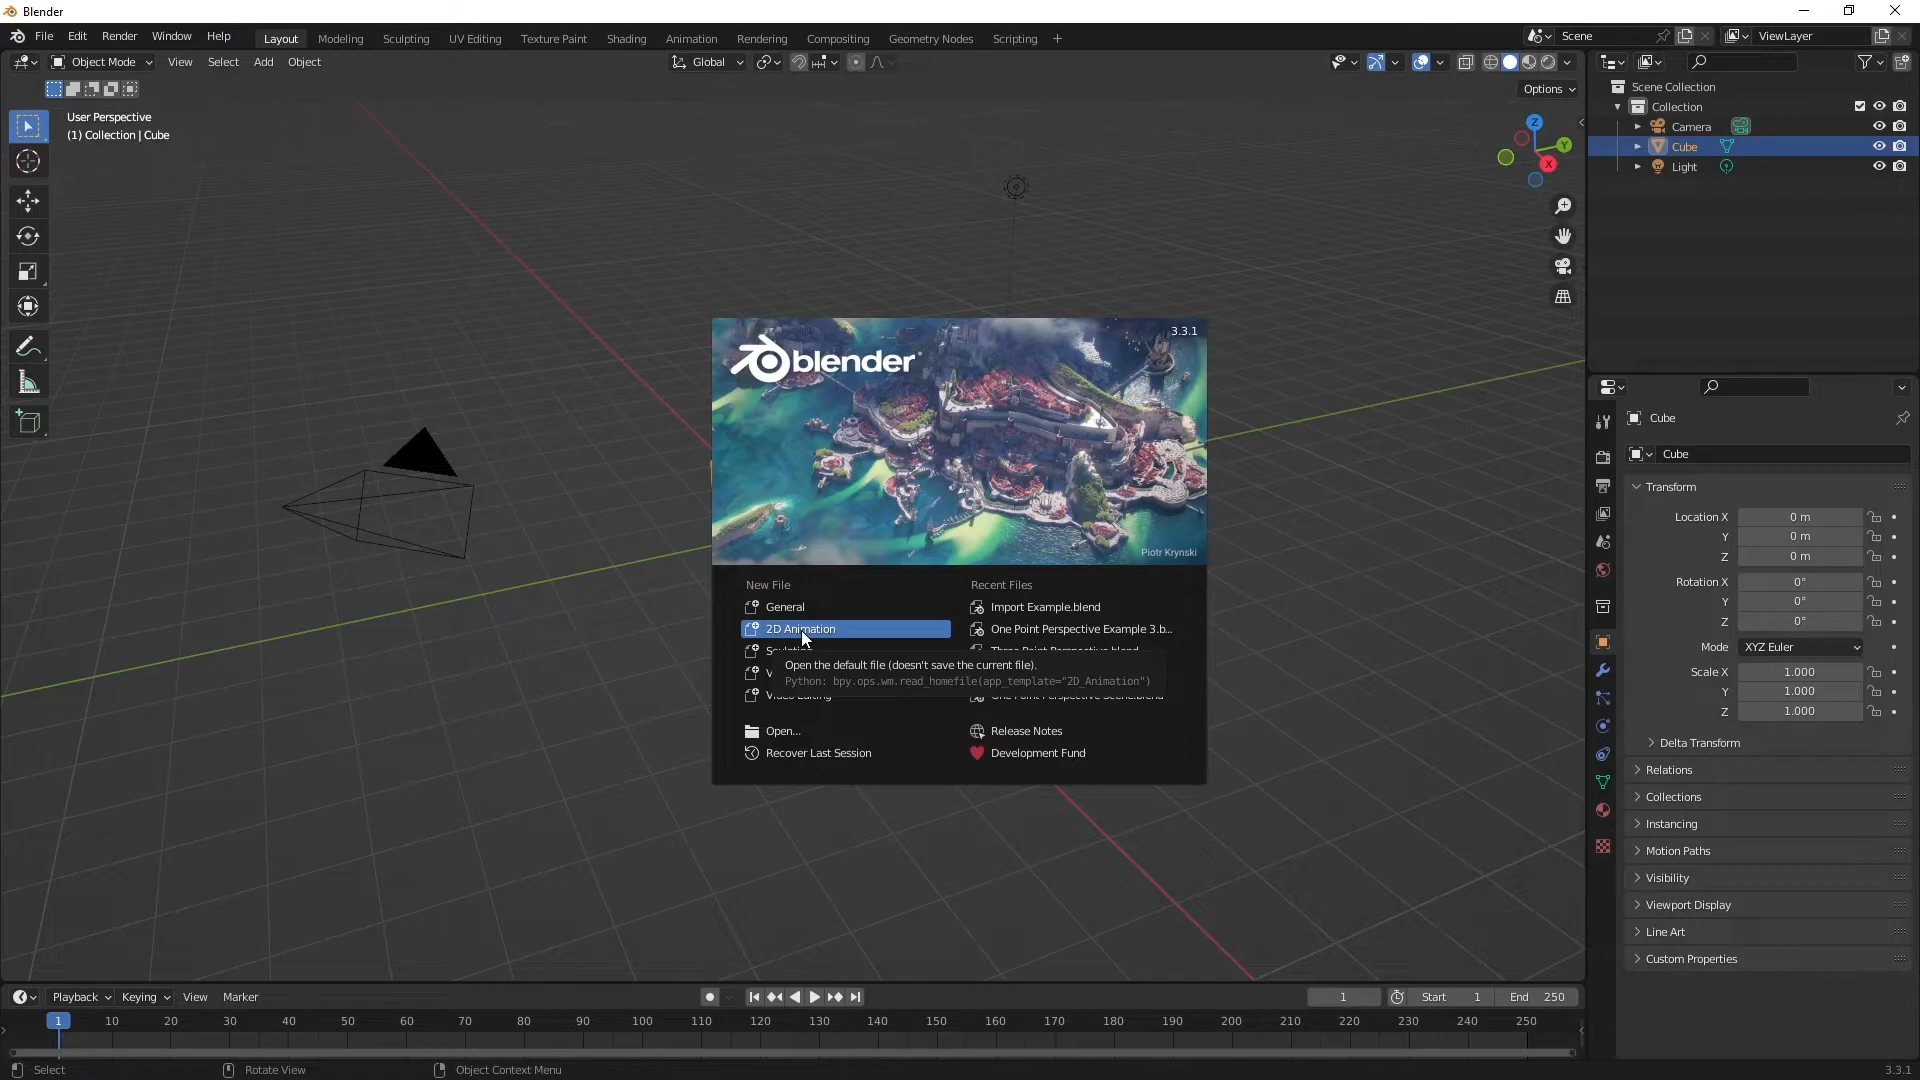 Blender
File Edit Render Window Help Layout Modeling Sculpting UV Editing Texture Paint Shading Animation Rendering Compositing Geometry Nodes Scripting + Scene ViewLayer
Object Mode View Select Add Object Global
Options
User Perspective
(1) Collection | Cube
Z
Y
X
Scene Collection
Collection
Camera
Cube
Light
3.3.1
blender
Piotr Krynski
New File
General
2D Animation
Recent Files
Import Example.blend
One Point Perspective Example 3.b...
Open the default file (doesn't save the current file).
Python: bpy.ops.wm.read_homefile(app_template="2D_Animation")
Open...
Recover Last Session
Release Notes
Development Fund
Cube
Cube
Transform
Location X 0 m
Y 0 m
Z 0 m
Rotation X 0°
Y 0°
Z 0°
Mode XYZ Euler
Scale X 1.000
Y 1.000
Z 1.000
Delta Transform
Relations
Collections
Instancing
Motion Paths
Visibility
Viewport Display
Line Art
Custom Properties
Playback Keying View Marker 1 Start 1 End 250
1 10 20 30 40 50 60 70 80 90 100 110 120 130 140 150 160 170 180 190 200 210 220 230 240 250
Select Rotate View Object Context Menu 3.3.1